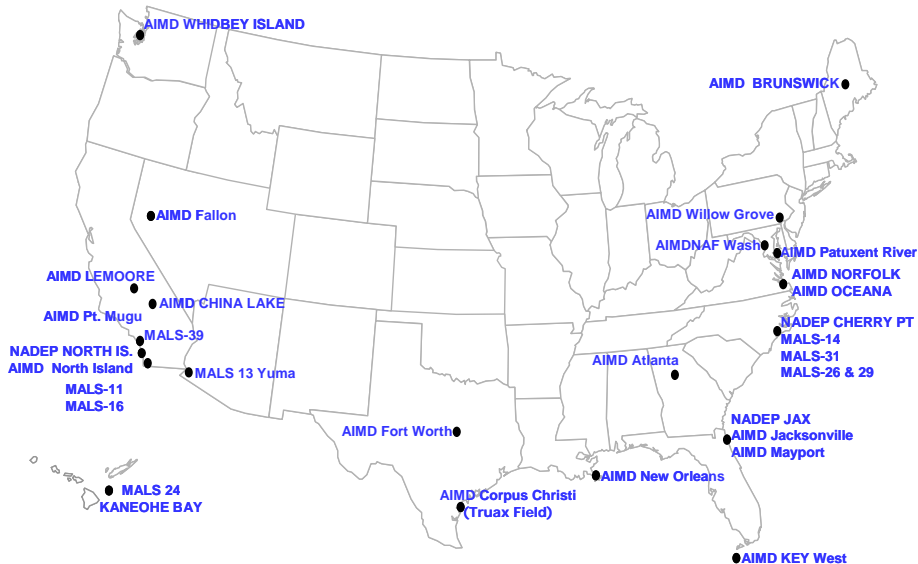 AIMD WHIDBEY ISLAND
AIMD BRUNSWICK
AIMD Fallon
AIMD Willow Grove
AIMDNAF Wash
AIMD Patuxent River
AIMD LEMOORE
AIMD NORFOLK
AIMD OCEANA
AIMD CHINA LAKE
AIMD Pt. Mugu
MALS-39
NADEP NORTH IS.
AIMD North Island
MALS-11
MALS-16
MALS 13 Yuma
NADEP CHERRY PT
MALS-14
MALS-31
MALS-26 & 29
AIMD Atlanta
AIMD Fort Worth
NADEP JAX
AIMD Jacksonville
AIMD Mayport
AIMD New Orleans
AIMD Corpus Christi
(Truax Field)
MALS 24
KANEOHE BAY
AIMD KEY West